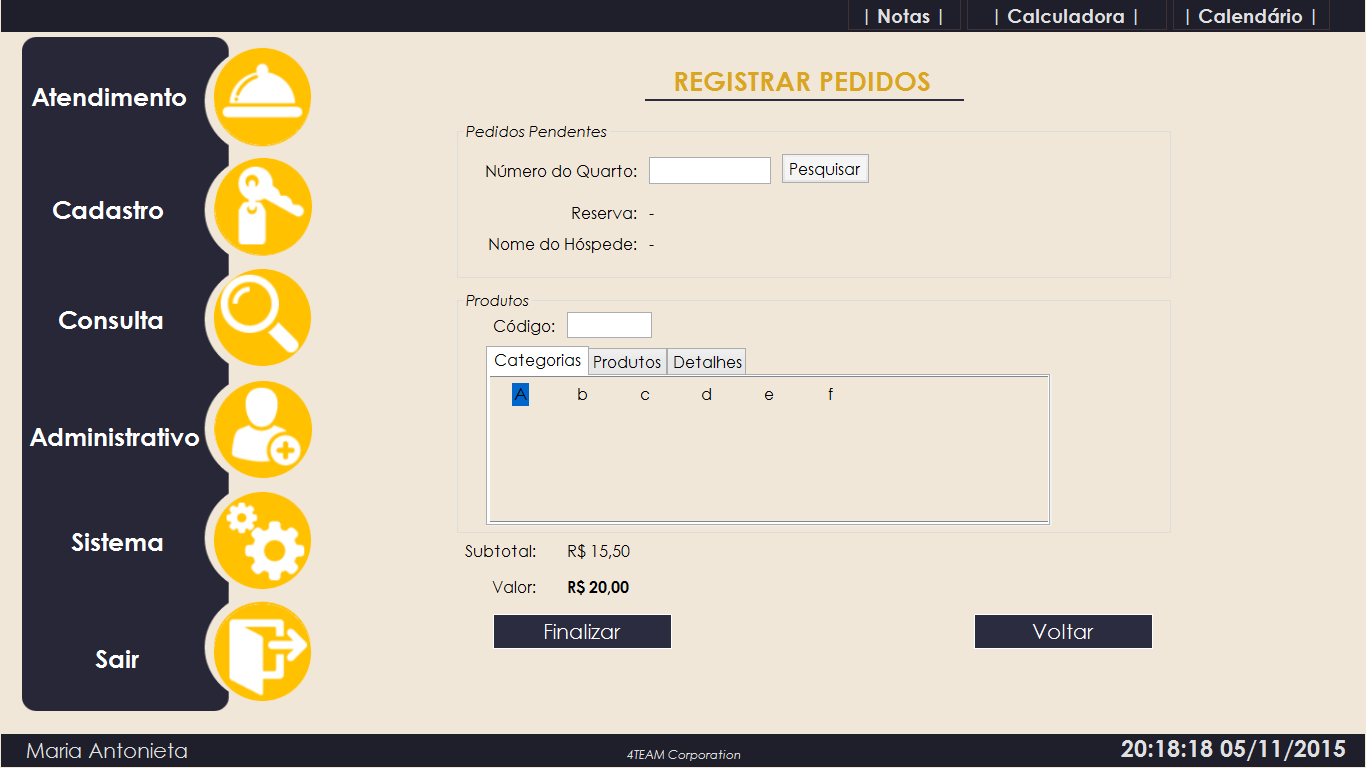 | Notas | | Calculadora | | Calendário |
Atendimento
Cadastro
Consulta
Administrativo
Sistema
Sair
REGISTRAR PEDIDOS
Pedidos Pendentes
Número do Quarto: Pesquisar
Reserva: -
Nome do Hóspede: -
Produtos
Código:
Categorias Produtos Detalhes
A b c d e f
Subtotal: R$ 15,50
Valor: R$ 20,00
Finalizar Voltar
Maria Antonieta 4TEAM Corporation 20:18:18 05/11/2015